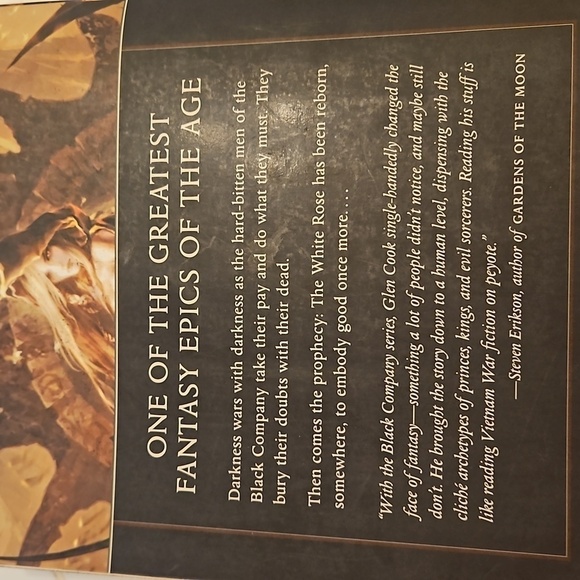 ONE OF THE GREATEST
FANTASY EPICS OF THE AGE
Darkness wars with darkness as the hard-bitten men of the
Black Company take their pay and do what they must. They
bury their doubts with their dead.
Then comes the prophecy: The White Rose has been reborn,
somewhere, to embody good once more....
“With the Black Company series, Glen Cook single-handedly changed the
face of fantasy—something a lot of people didn't notice, and maybe still
don't. He brought the story down to a human level, dispensing with the
cliché archetypes of princes, kings, and evil sorcerers. Reading his stuff is
like reading Vietnam War fiction on peyote.”
—Steven Erikson, author of GARDENS OF THE MOON